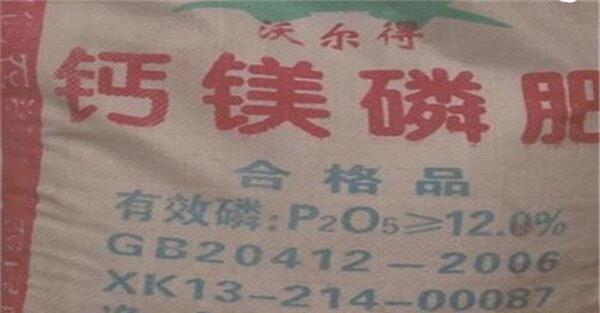 沃尔得
钙镁磷肥
合格品
有效磷:P2O5≥12.0%
GB20412-2006
XK13-214-00087